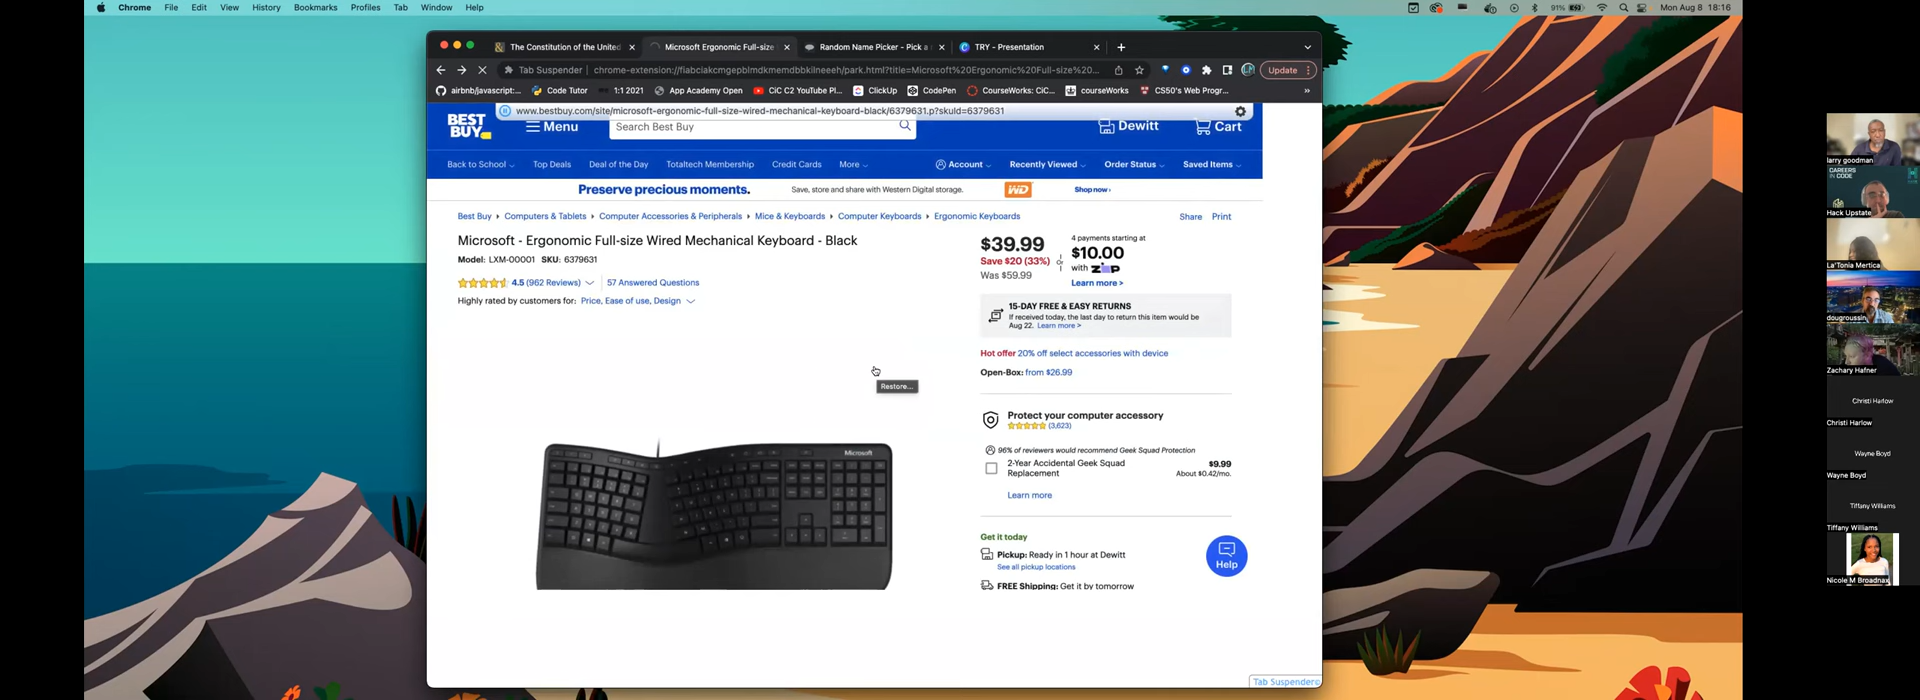 Chrome File Edit View History Bookmarks Profiles Tab Window Help
91% Mon Aug 8 18:16
The Constitution of the United
Microsoft Ergonomic Full-size
Random Name Picker - Pick a
TRY - Presentation
Tab Suspender chrome-extension://fiabciakcmgepblmdkmemdbbkilneeeh/park.html?title=Microsoft%20Ergonomic%20Full-size%20...
Update
airbnb/javascript:... Code Tutor 1:1 2021 App Academy Open CiC C2 YouTube Pl... ClickUp CodePen CourseWorks: CiC... courseWorks CS50's Web Progr... »
www.bestbuy.com/site/microsoft-ergonomic-full-size-wired-mechanical-keyboard-black/6379631.p?skuId=6379631
BEST BUY
Menu
Search Best Buy
Dewitt
Cart
Back to School Top Deals Deal of the Day Totaltech Membership Credit Cards More
Account Recently Viewed Order Status Saved Items
Preserve precious moments. Save, store and share with Western Digital storage. WD Shop now ›
Best Buy › Computers & Tablets › Computer Accessories & Peripherals › Mice & Keyboards › Computer Keyboards › Ergonomic Keyboards
Share Print
Microsoft - Ergonomic Full-size Wired Mechanical Keyboard - Black
Model: LXM-00001 SKU: 6379631
4.5 (962 Reviews) 57 Answered Questions
Highly rated by customers for: Price, Ease of use, Design
$39.99
Save $20 (33%)
Was $59.99
or
4 payments starting at
$10.00
with ZIP
Learn more >
15-DAY FREE & EASY RETURNS
If received today, the last day to return this item would be
Aug 22. Learn more >
Hot offer 20% off select accessories with device
Open-Box: from $26.99
Restore...
Microsoft
Protect your computer accessory
(3,623)
96% of reviewers would recommend Geek Squad Protection
2-Year Accidental Geek Squad
Replacement
$9.99
About $0.42/mo.
Learn more
Get it today
Pickup: Ready in 1 hour at Dewitt
See all pickup locations
FREE Shipping: Get it by tomorrow
Help
Tab Suspender
larry goodman
CAREERS
IN CODE
Hack Upstate
La'Tonia Mertica
dougroussin
Zachary Hafner
Christi Harlow
Christi Harlow
Wayne Boyd
Wayne Boyd
Tiffany Williams
Tiffany Williams
Nicole M Broadnax